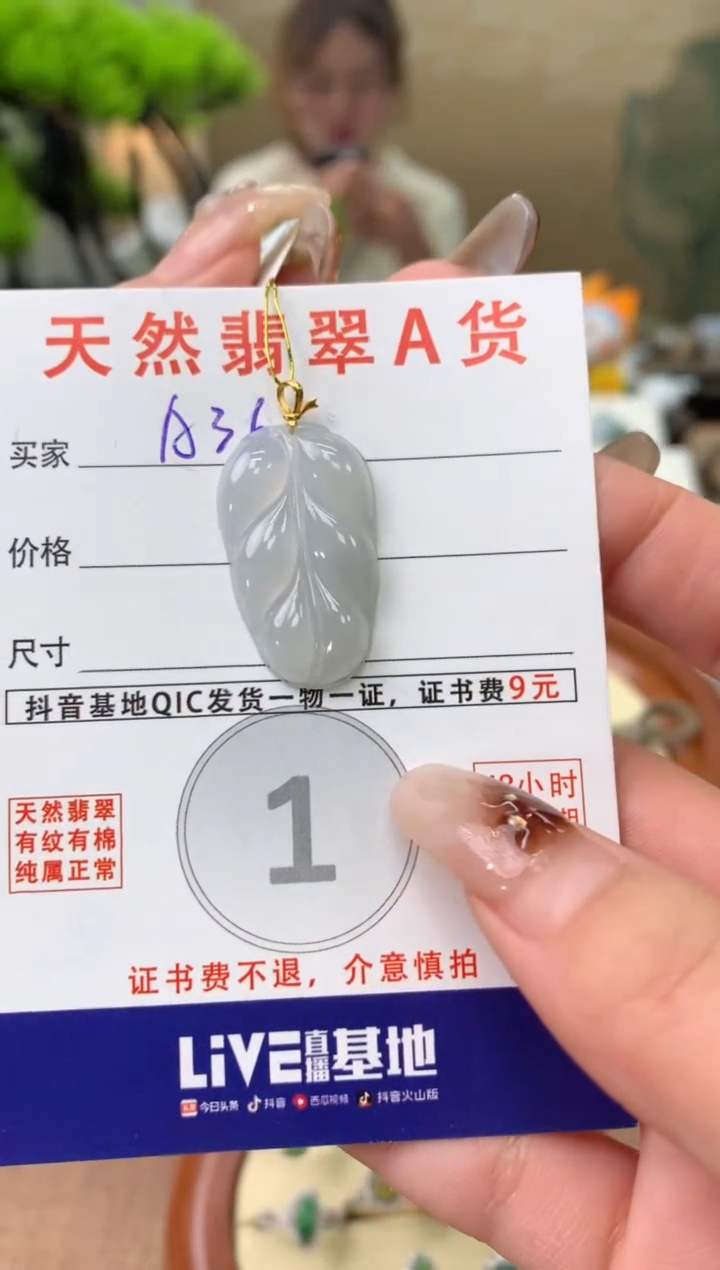 天然翡翠A货
买家
价格
尺寸
抖音基地QIC发货一物一证，证书费9元
天然翡翠
有纹有棉
纯属正常
1
小时
证书费不退，介意慎拍
LiVE直播基地
今日头条 抖音 西瓜视频 抖音火山版